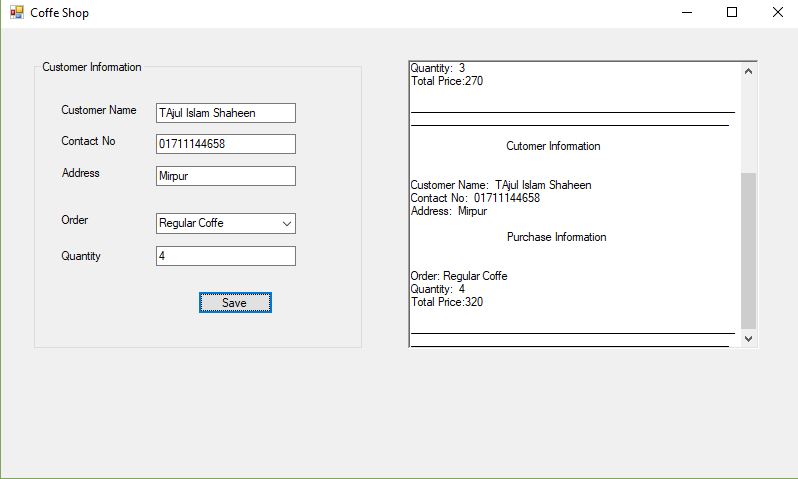 Coffe Shop
Customer Information
Customer Name TAjul Islam Shaheen
Contact No 01711144658
Address Mirpur
Order Regular Coffe
Quantity 4
Save
Quantity: 3
Total Price:270
Cutomer Information
Customer Name: TAjul Islam Shaheen
Contact No: 01711144658
Address: Mirpur
Purchase Information
Order: Regular Coffe
Quantity: 4
Total Price:320